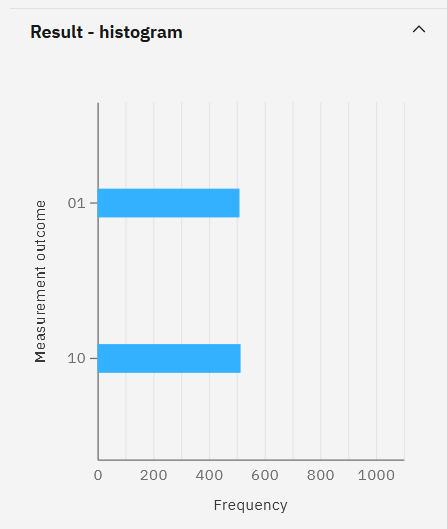 Result - histogram
Measurement outcome
01
10
0 200 400 600 800 1000
Frequency